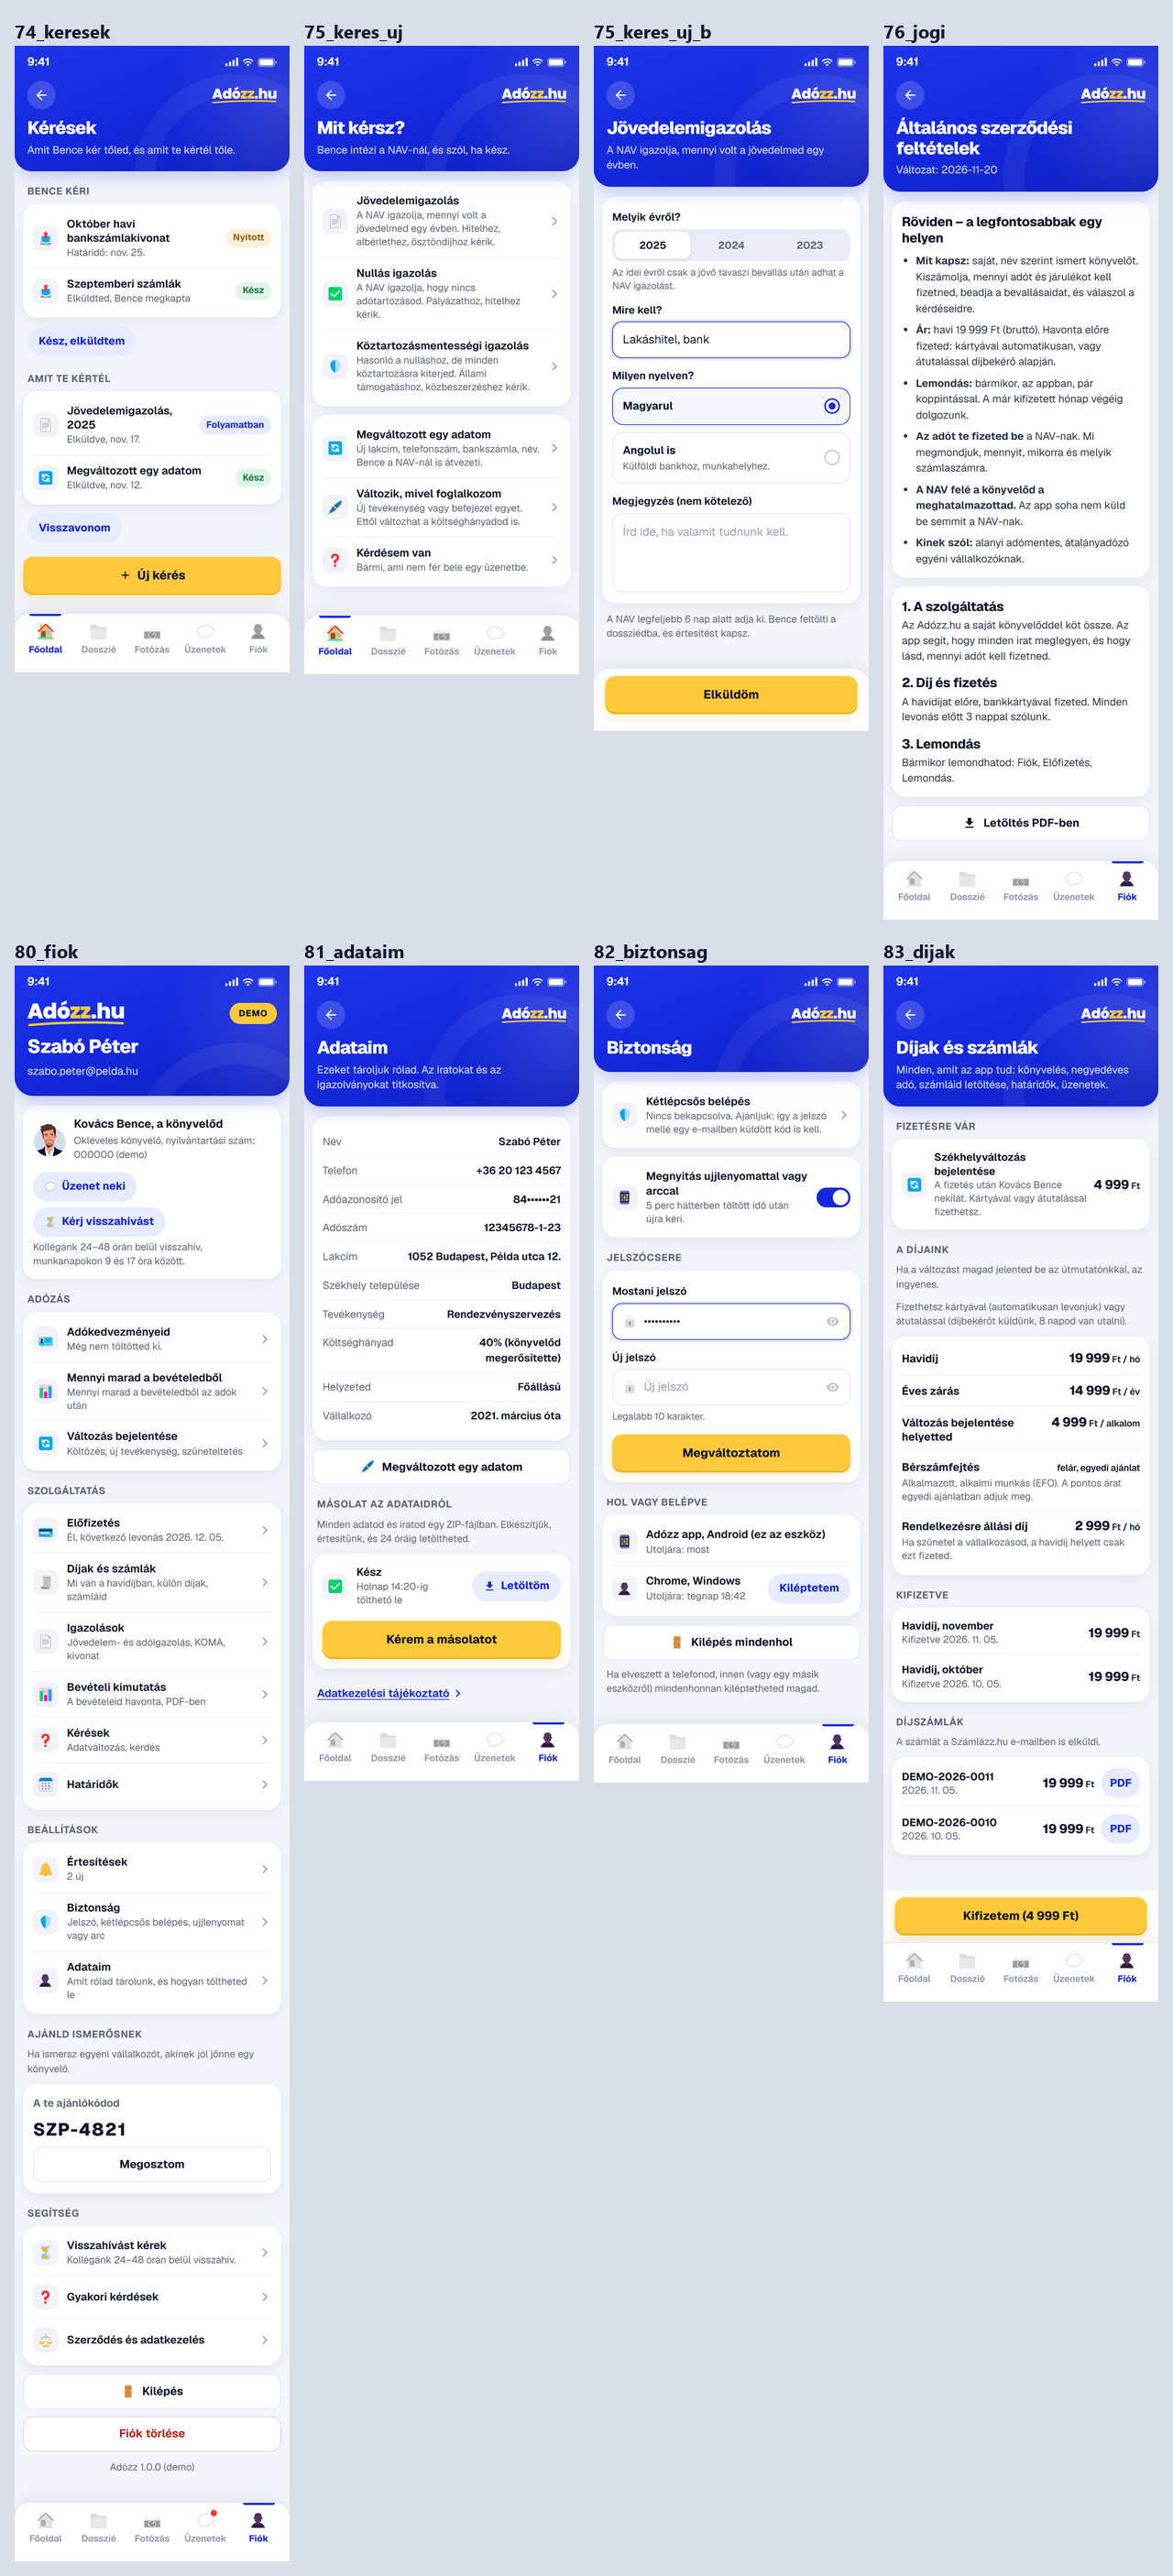 74_keresek
9:41
Adózz.hu
Kérések
Amit Bence kér tőled, és amit te kértél tőle.
BENCE KÉRI
Október havi
bankszámlakivonat
Határidő: nov. 25.
Nyitott
Szeptemberi számlák
Elküldted, Bence megkapta
Kész
Kész, elküldtem
AMIT TE KÉRTÉL
Jövedelemigazolás,
2025
Elküldve, nov. 17.
Folyamatban
Megváltozott egy adatom
Elküldve, nov. 12.
Kész
Visszavonom
+ Új kérés
Főoldal
Dosszié
Fotózás
Üzenetek
Fiók
75_keres_uj
9:41
Adózz.hu
Mit kérsz?
Bence intézi a NAV-nál, és szól, ha kész.
Jövedelemigazolás
A NAV igazolja, mennyi volt a
jövedelmed egy évben. Hitelhez,
albérlethez, ösztöndíjhoz kérik.
Nullás igazolás
A NAV igazolja, hogy nincs
adótartozásod. Pályázathoz, hitelhez
kérik.
Köztartozásmentességi igazolás
Hasonló a nulláshoz, de minden
köztartozásra kiterjed. Állami
támogatáshoz, közbeszerzéshez kérik.
Megváltozott egy adatom
Új lakcím, telefonszám, bankszámla, név.
Bence a NAV-nál is átvezeti.
Változik, mivel foglalkozom
Új tevékenység vagy befejezel egyet.
Ettől változhat a költséghányadod is.
Kérdésem van
Bármi, ami nem fér bele egy üzenetbe.
Főoldal
Dosszié
Fotózás
Üzenetek
Fiók
75_keres_uj_b
9:41
Adózz.hu
Jövedelemigazolás
A NAV igazolja, mennyi volt a jövedelmed egy
évben.
Melyik évről?
2025
2024
2023
Az idei évről csak a jövő tavaszi bevallás után adhat a
NAV igazolást.
Mire kell?
Lakáshitel, bank
Milyen nyelven?
Magyarul
Angolul is
Külföldi bankhoz, munkahelyhez.
Megjegyzés (nem kötelező)
Írd ide, ha valamit tudnunk kell.
A NAV legfeljebb 6 nap alatt adja ki. Bence feltölti a
dossziédba, és értesítést kapsz.
Elküldöm
76_jogi
9:41
Adózz.hu
Általános szerződési
feltételek
Változat: 2026-11-20
Röviden – a legfontosabbak egy
helyen
• Mit kapsz: saját, név szerint ismert könyvelőt.
Kiszámolja, mennyi adót és járulékot kell
fizetned, beadja a bevallásaidat, és válaszol a
kérdéseidre.
• Ár: havi 19 999 Ft (bruttó). Havonta előre
fizeted: kártyával automatikusan, vagy
átutalással díjbekérő alapján.
• Lemondás: bármikor, az appban, pár
koppintással. A már kifizetett hónap végéig
dolgozunk.
• Az adót te fizeted be a NAV-nak. Mi
megmondjuk, mennyit, mikorra és melyik
számlaszámra.
• A NAV felé a könyvelőd a
meghatalmazottad. Az app soha nem küld
be semmit a NAV-nak.
• Kinek szól: alanyi adómentes, átalányadózó
egyéni vállalkozóknak.
1. A szolgáltatás
Az Adózz.hu a saját könyvelőddel köt össze. Az
app segít, hogy minden irat meglegyen, és hogy
lásd, mennyi adót kell fizetned.
2. Díj és fizetés
A havidíjat előre, bankkártyával fizeted. Minden
levonás előtt 3 nappal szólunk.
3. Lemondás
Bármikor lemondhatod: Fiók, Előfizetés,
Lemondás.
Letöltés PDF-ben
Főoldal
Dosszié
Fotózás
Üzenetek
Fiók
80_fiok
9:41
Adózz.hu
DEMO
Szabó Péter
szabo.peter@pelda.hu
Kovács Bence, a könyvelőd
Okleveles könyvelő, nyilvántartási szám:
000000 (demo)
Üzenet neki
Kérj visszahívást
Kollégánk 24–48 órán belül visszahív,
munkanapokon 9 és 17 óra között.
ADÓZÁS
Adókedvezményeid
Még nem töltötted ki.
Mennyi marad a bevételedből
Mennyi marad a bevételedből az adók
után
Változás bejelentése
Költözés, új tevékenység, szüneteltetés
SZOLGÁLTATÁS
Előfizetés
Él, következő levonás 2026. 12. 05.
Díjak és számlák
Mi van a havidíjban, külön díjak,
számláid
Igazolások
Jövedelem- és adóigazolás, KOMA,
kivonat
Bevételi kimutatás
A bevételeid havonta, PDF-ben
Kérések
Adatváltozás, kérdés
Határidők
BEÁLLÍTÁSOK
Értesítések
2 új
Biztonság
Jelszó, kétlépcsős belépés, ujjlenyomat
vagy arc
Adataim
Amit rólad tárolunk, és hogyan töltheted
le
AJÁNLD ISMERŐSNEK
Ha ismersz egyéni vállalkozót, akinek jól jönne egy
könyvelő.
A te ajánlókódod
SZP-4821
Megosztom
SEGÍTSÉG
Visszahívást kérek
Kollégánk 24–48 órán belül visszahív.
Gyakori kérdések
Szerződés és adatkezelés
Kilépés
Fiók törlése
Adózz 1.0.0 (demo)
Főoldal
Dosszié
Fotózás
Üzenetek
Fiók
81_adataim
9:41
Adózz.hu
Adataim
Ezeket tároljuk rólad. Az iratokat és az
igazolványokat titkosítva.
Név
Szabó Péter
Telefon
+36 20 123 4567
Adóazonosító jel
84••••••21
Adószám
12345678-1-23
Lakcím
1052 Budapest, Példa utca 12.
Székhely települése
Budapest
Tevékenység
Rendezvényszervezés
Költséghányad
40% (könyvelőd
megerősítette)
Helyzeted
Főállású
Vállalkozó
2021. március óta
Megváltozott egy adatom
MÁSOLAT AZ ADATAIDRÓL
Minden adatod és iratod egy ZIP-fájlban. Elkészítjük,
értesítünk, és 24 óráig letöltheted.
Kész
Holnap 14:20-ig
tölthető le
Letöltöm
Kérem a másolatot
Adatkezelési tájékoztató
Főoldal
Dosszié
Fotózás
Üzenetek
Fiók
82_biztonsag
9:41
Adózz.hu
Biztonság
Kétlépcsős belépés
Nincs bekapcsolva. Ajánljuk: így a jelszó
mellé egy e-mailben küldött kód is kell.
Megnyitás ujjlenyomattal vagy
arccal
5 perc háttérben töltött idő után
újra kéri.
JELSZÓCSERE
Mostani jelszó
••••••••••
Új jelszó
Új jelszó
Legalább 10 karakter.
Megváltoztatom
HOL VAGY BELÉPVE
Adózz app, Android (ez az eszköz)
Utoljára: most
Chrome, Windows
Utoljára: tegnap 18:42
Kiléptetem
Kilépés mindenhol
Ha elveszett a telefonod, innen (vagy egy másik
eszközről) mindenhonnan kiléptetheted magad.
Főoldal
Dosszié
Fotózás
Üzenetek
Fiók
83_dijak
9:41
Adózz.hu
Díjak és számlák
Minden, amit az app tud: könyvelés, negyedéves
adó, számláid letöltése, határidők, üzenetek.
FIZETÉSRE VÁR
Székhelyváltozás
bejelentése
A fizetés után Kovács Bence
nekilát. Kártyával vagy átutalással
fizethetsz.
4 999 Ft
A DÍJAINK
Ha a változást magad jelented be az útmutatónkkal, az
ingyenes.
Fizethetsz kártyával (automatikusan levonjuk) vagy
átutalással (díjbekérőt küldünk, 8 napod van utalni).
Havidíj
19 999 Ft / hó
Éves zárás
14 999 Ft / év
Változás bejelentése
helyetted
4 999 Ft / alkalom
Bérszámfejtés
felár, egyedi ajánlat
Alkalmazott, alkalmi munkás (EFO). A pontos árat
egyedi ajánlatban adjuk meg.
Rendelkezésre állási díj
2 999 Ft / hó
Ha szünetel a vállalkozásod, a havidíj helyett csak
ezt fizeted.
KIFIZETVE
Havidíj, november
Kifizetve 2026. 11. 05.
19 999 Ft
Havidíj, október
Kifizetve 2026. 10. 05.
19 999 Ft
DÍJSZÁMLÁK
A számlát a Számlázz.hu e-mailben is elküldi.
DEMO-2026-0011
2026. 11. 05.
19 999 Ft
PDF
DEMO-2026-0010
2026. 10. 05.
19 999 Ft
PDF
Kifizetem (4 999 Ft)
Főoldal
Dosszié
Fotózás
Üzenetek
Fiók